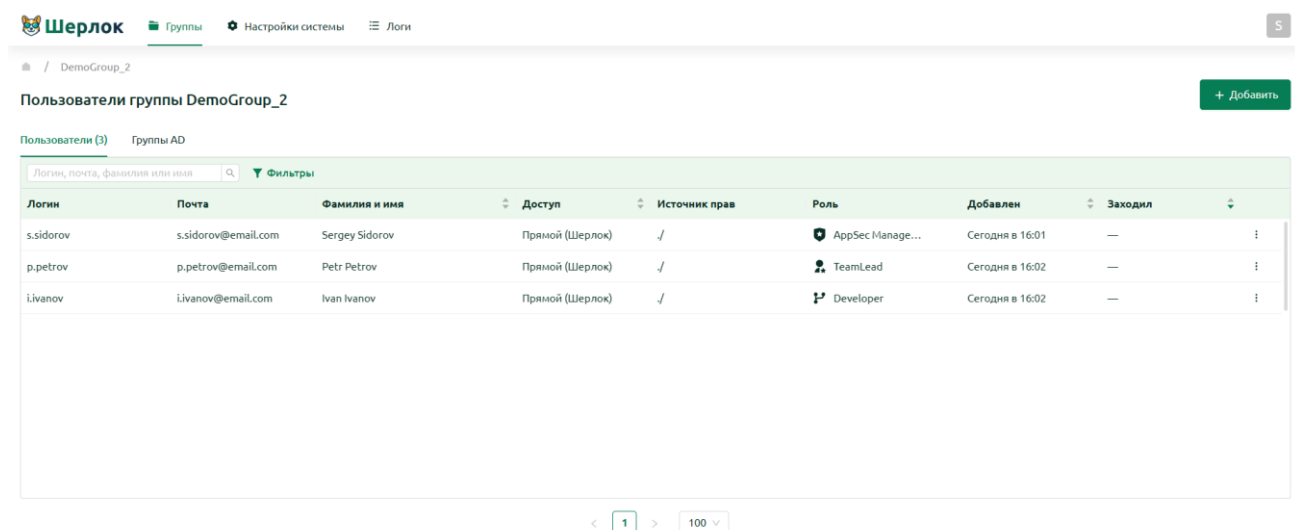 Шерлок Группы Настройки системы Логи S
/ DemoGroup_2
Пользователи группы DemoGroup_2 + Добавить
Пользователи (3) Группы AD
Логин, почта, фамилия или имя Фильтры
Логин Почта Фамилия и имя Доступ Источник прав Роль Добавлен Заходил
s.sidorov s.sidorov@email.com Sergey Sidorov Прямой (Шерлок) ./ AppSec Manage... Сегодня в 16:01 —
p.petrov p.petrov@email.com Petr Petrov Прямой (Шерлок) ./ TeamLead Сегодня в 16:02 —
i.ivanov i.ivanov@email.com Ivan Ivanov Прямой (Шерлок) ./ Developer Сегодня в 16:02 —
< 1 > 100